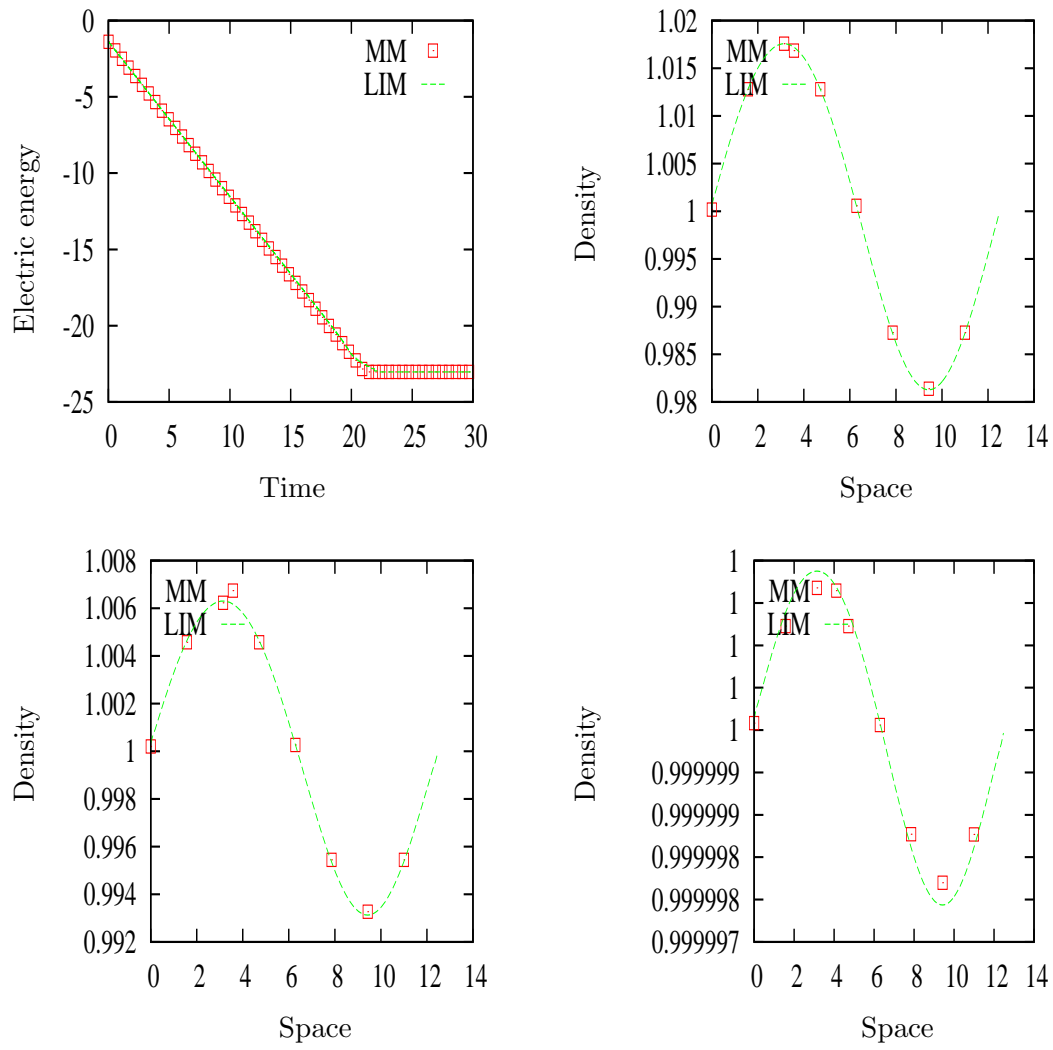 0
-5
-10
-15
-20
-25
0 5 10 15 20 25 30
Electric energy
Time
MM
LIM
1.02
1.015
1.01
1.005
1
0.995
0.99
0.985
0.98
0 2 4 6 8 10 12 14
Density
Space
MM
LIM
1.008
1.006
1.004
1.002
1
0.998
0.996
0.994
0.992
0 2 4 6 8 10 12 14
Density
Space
MM
LIM
1
1
1
1
1
0.999999
0.999999
0.999998
0.999998
0.999997
0 2 4 6 8 10 12 14
Density
Space
MM
LIM